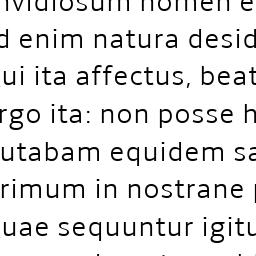 nvidiosum nomen e
d enim natura desid
ui ita affectus, beat
rgo ita: non posse h
utabam equidem sa
rimum in nostrane p
uae sequuntur igitu